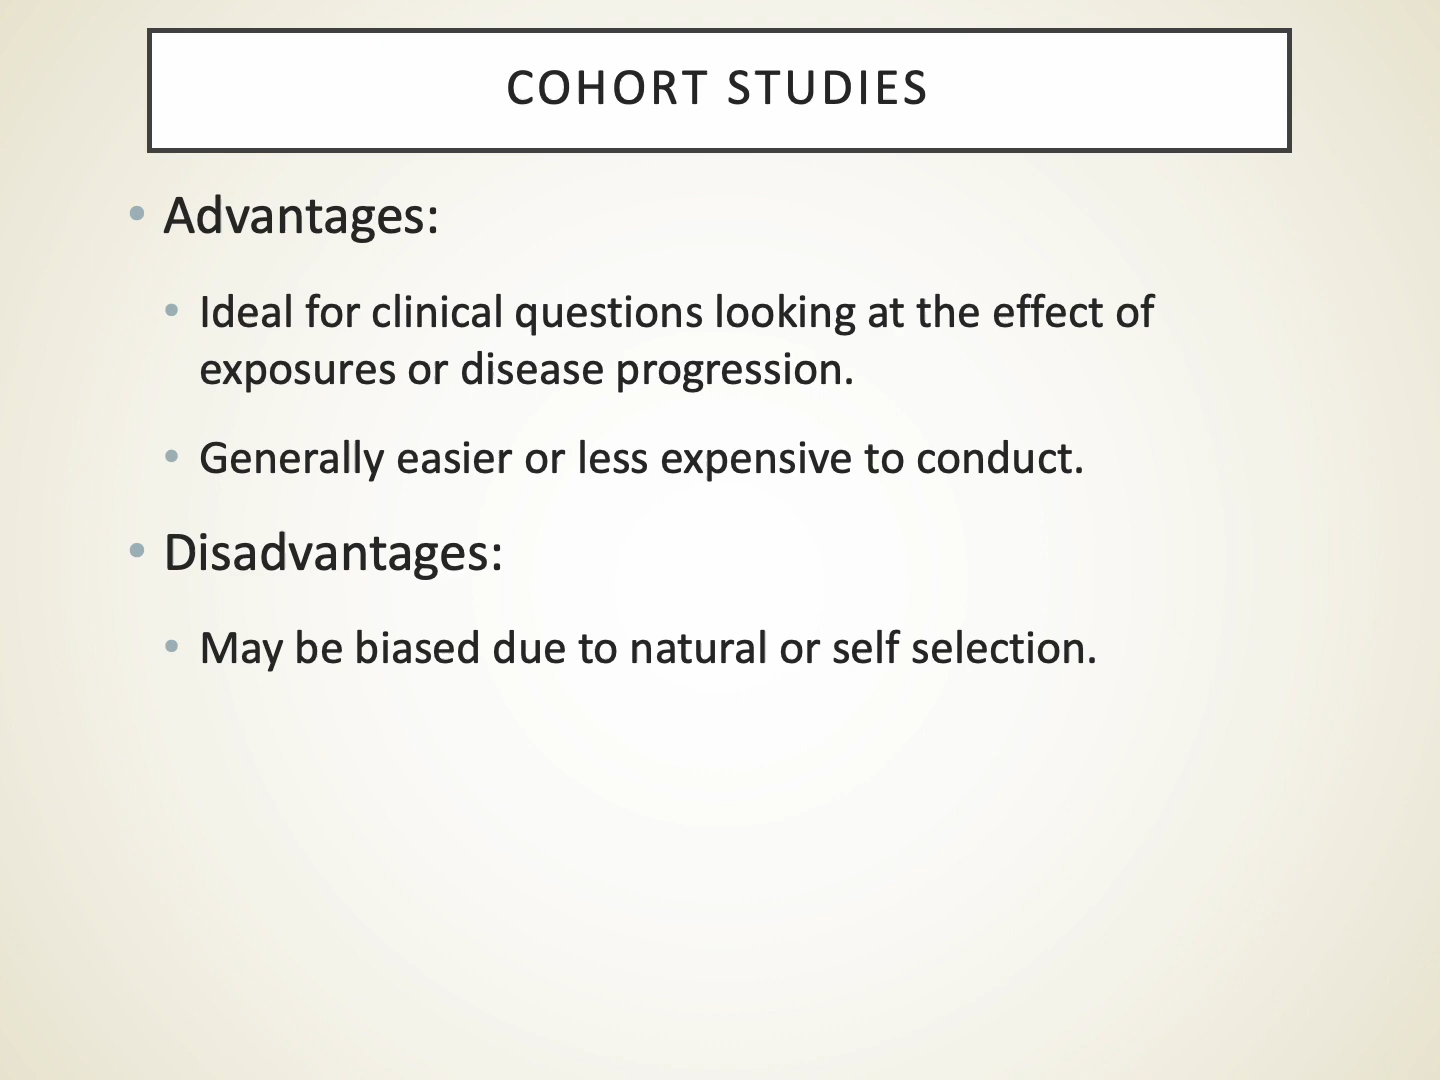 COHORT STUDIES
• Advantages:
• Ideal for clinical questions looking at the effect of
exposures or disease progression.
• Generally easier or less expensive to conduct.
• Disadvantages:
• May be biased due to natural or self selection.